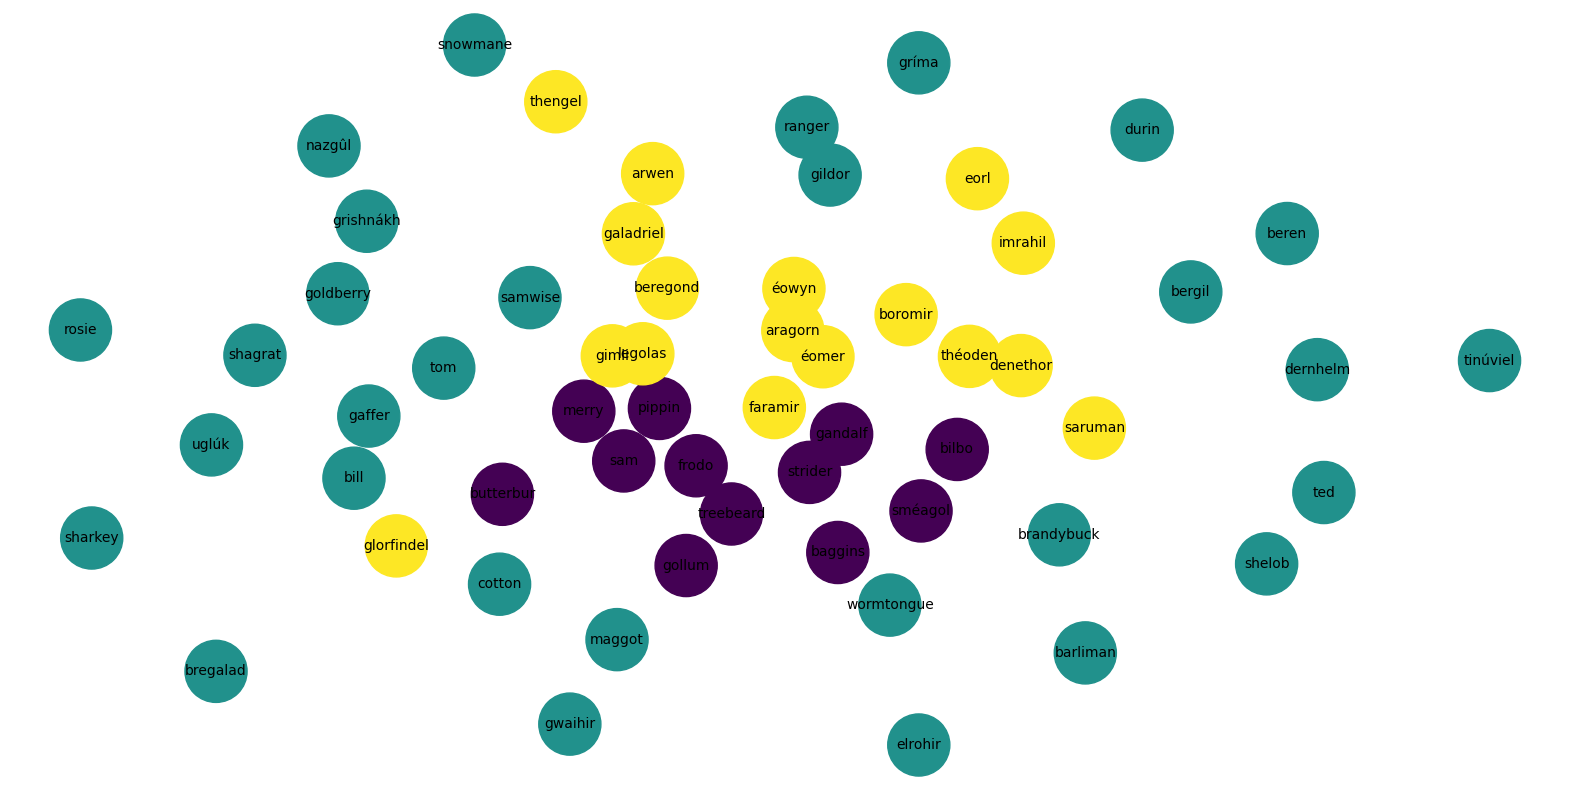 snowmane
gríma
thengel
ranger
durin
nazgûl
arwen
gildor
eorl
grishnákh
galadriel
imrahil
beren
goldberry
samwise
beregond
éowyn
bergil
boromir
rosie
aragorn
shagrat
gimli
legolas
éomer
théoden
denethor
tinúviel
tom
dernhelm
gaffer
merry
pippin
faramir
saruman
uglúk
gandalf
bilbo
sam
frodo
strider
bill
butterbur
ted
treebeard
sméagol
sharkey
brandybuck
glorfindel
baggins
gollum
shelob
cotton
wormtongue
maggot
barliman
bregalad
gwaihir
elrohir